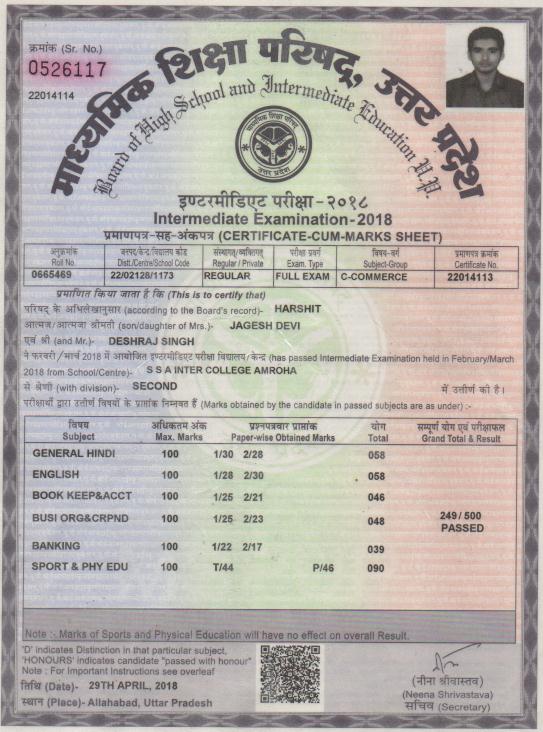 क्रमांक (Sr. No.)
0526117
22014114
माध्यमिक शिक्षा परिषद्, उत्तर प्रदेश
Board of High School and Intermediate Education U.P.
माध्यमिक शिक्षा परिषद
उत्तर प्रदेश
इण्टरमीडिएट परीक्षा-२०१८
Intermediate Examination-2018
प्रमाणपत्र-सह-अंकपत्र (CERTIFICATE-CUM-MARKS SHEET)
अनुक्रमांक जनपद/केन्द्र/विद्यालय कोड संस्थागत/व्यक्तिगत परीक्षा प्रवर्ग विषय-वर्ग प्रमाणपत्र क्रमांक
Roll No. Distt./Centre/School Code Regular / Private Exam. Type Subject-Group Certificate No.
0665469 22/02128/1173 REGULAR FULL EXAM C-COMMERCE 22014113
प्रमाणित किया जाता है कि (This is to certify that)
परिषद् के अभिलेखानुसार (according to the Board's record)- HARSHIT
आत्मज/आत्मजा श्रीमती (son/daughter of Mrs.)- JAGESH DEVI
एवं श्री (and Mr.)- DESHRAJ SINGH
ने फरवरी/मार्च 2018 में आयोजित इण्टरमीडिएट परीक्षा विद्यालय/केन्द्र (has passed Intermediate Examination held in February/March
2018 from School/Centre)- S S A INTER COLLEGE AMROHA
से श्रेणी (with division)- SECOND में उत्तीर्ण की है।
परीक्षार्थी द्वारा उत्तीर्ण विषयों के प्राप्तांक निम्नवत हैं (Marks obtained by the candidate in passed subjects are as under) :-
विषय अधिकतम अंक प्रश्नपत्रवार प्राप्तांक योग सम्पूर्ण योग एवं परीक्षाफल
Subject Max. Marks Paper-wise Obtained Marks Total Grand Total & Result
GENERAL HINDI 100 1/30 2/28 058
ENGLISH 100 1/28 2/30 058
BOOK KEEP&ACCT 100 1/25 2/21 046
BUSI ORG&CRPND 100 1/25 2/23 048 249/500
PASSED
BANKING 100 1/22 2/17 039
SPORT & PHY EDU 100 T/44 P/46 090
Note :- Marks of Sports and Physical Education will have no effect on overall Result.
'D' indicates Distinction in that particular subject,
'HONOURS' indicates candidate "passed with honour"
Note : For Important Instructions see overleaf
तिथि (Date)- 29TH APRIL, 2018
स्थान (Place)- Allahabad, Uttar Pradesh
(नीना श्रीवास्तव)
(Neena Shrivastava)
सचिव (Secretary)